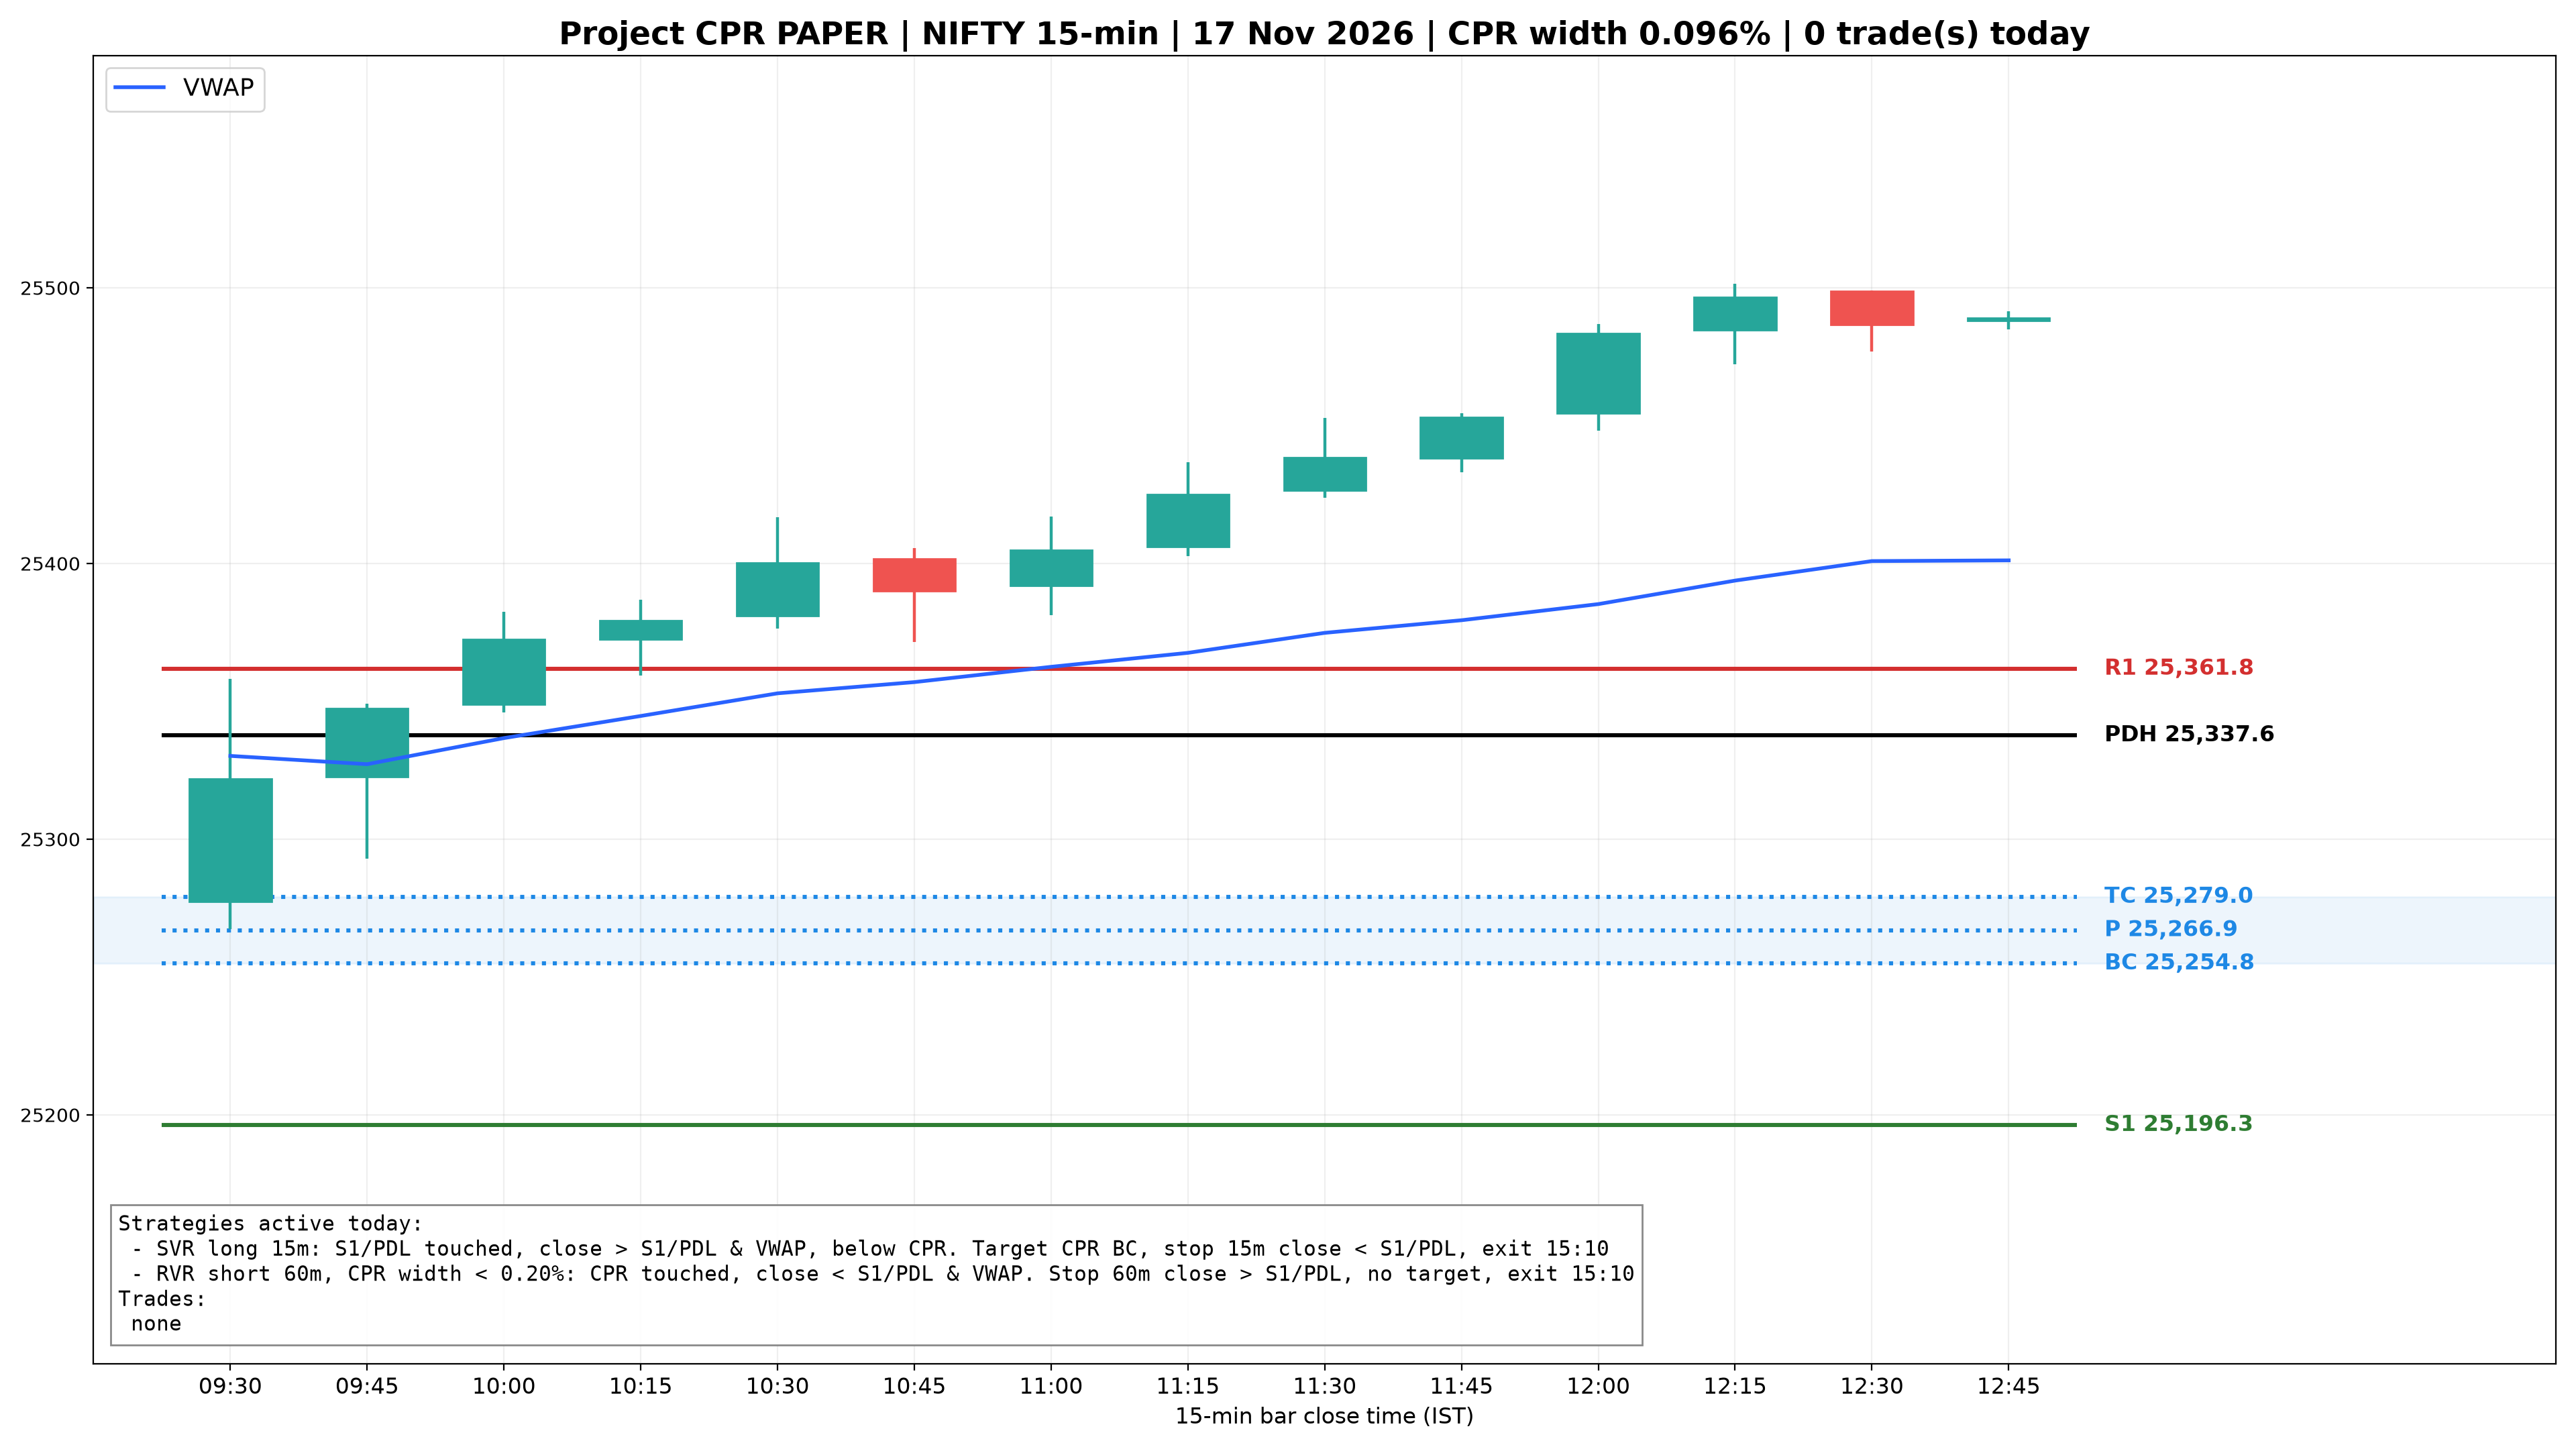 Project CPR PAPER | NIFTY 15-min | 17 Nov 2026 | CPR width 0.096% | 0 trade(s) today
VWAP
25500
25400
25300
25200
R1 25,361.8
PDH 25,337.6
TC 25,279.0
P 25,266.9
BC 25,254.8
S1 25,196.3
Strategies active today:
- SVR long 15m: S1/PDL touched, close > S1/PDL & VWAP, below CPR. Target CPR BC, stop 15m close < S1/PDL, exit 15:10
- RVR short 60m, CPR width < 0.20%: CPR touched, close < S1/PDL & VWAP. Stop 60m close > S1/PDL, no target, exit 15:10
Trades:
none
09:30 09:45 10:00 10:15 10:30 10:45 11:00 11:15 11:30 11:45 12:00 12:15 12:30 12:45
15-min bar close time (IST)